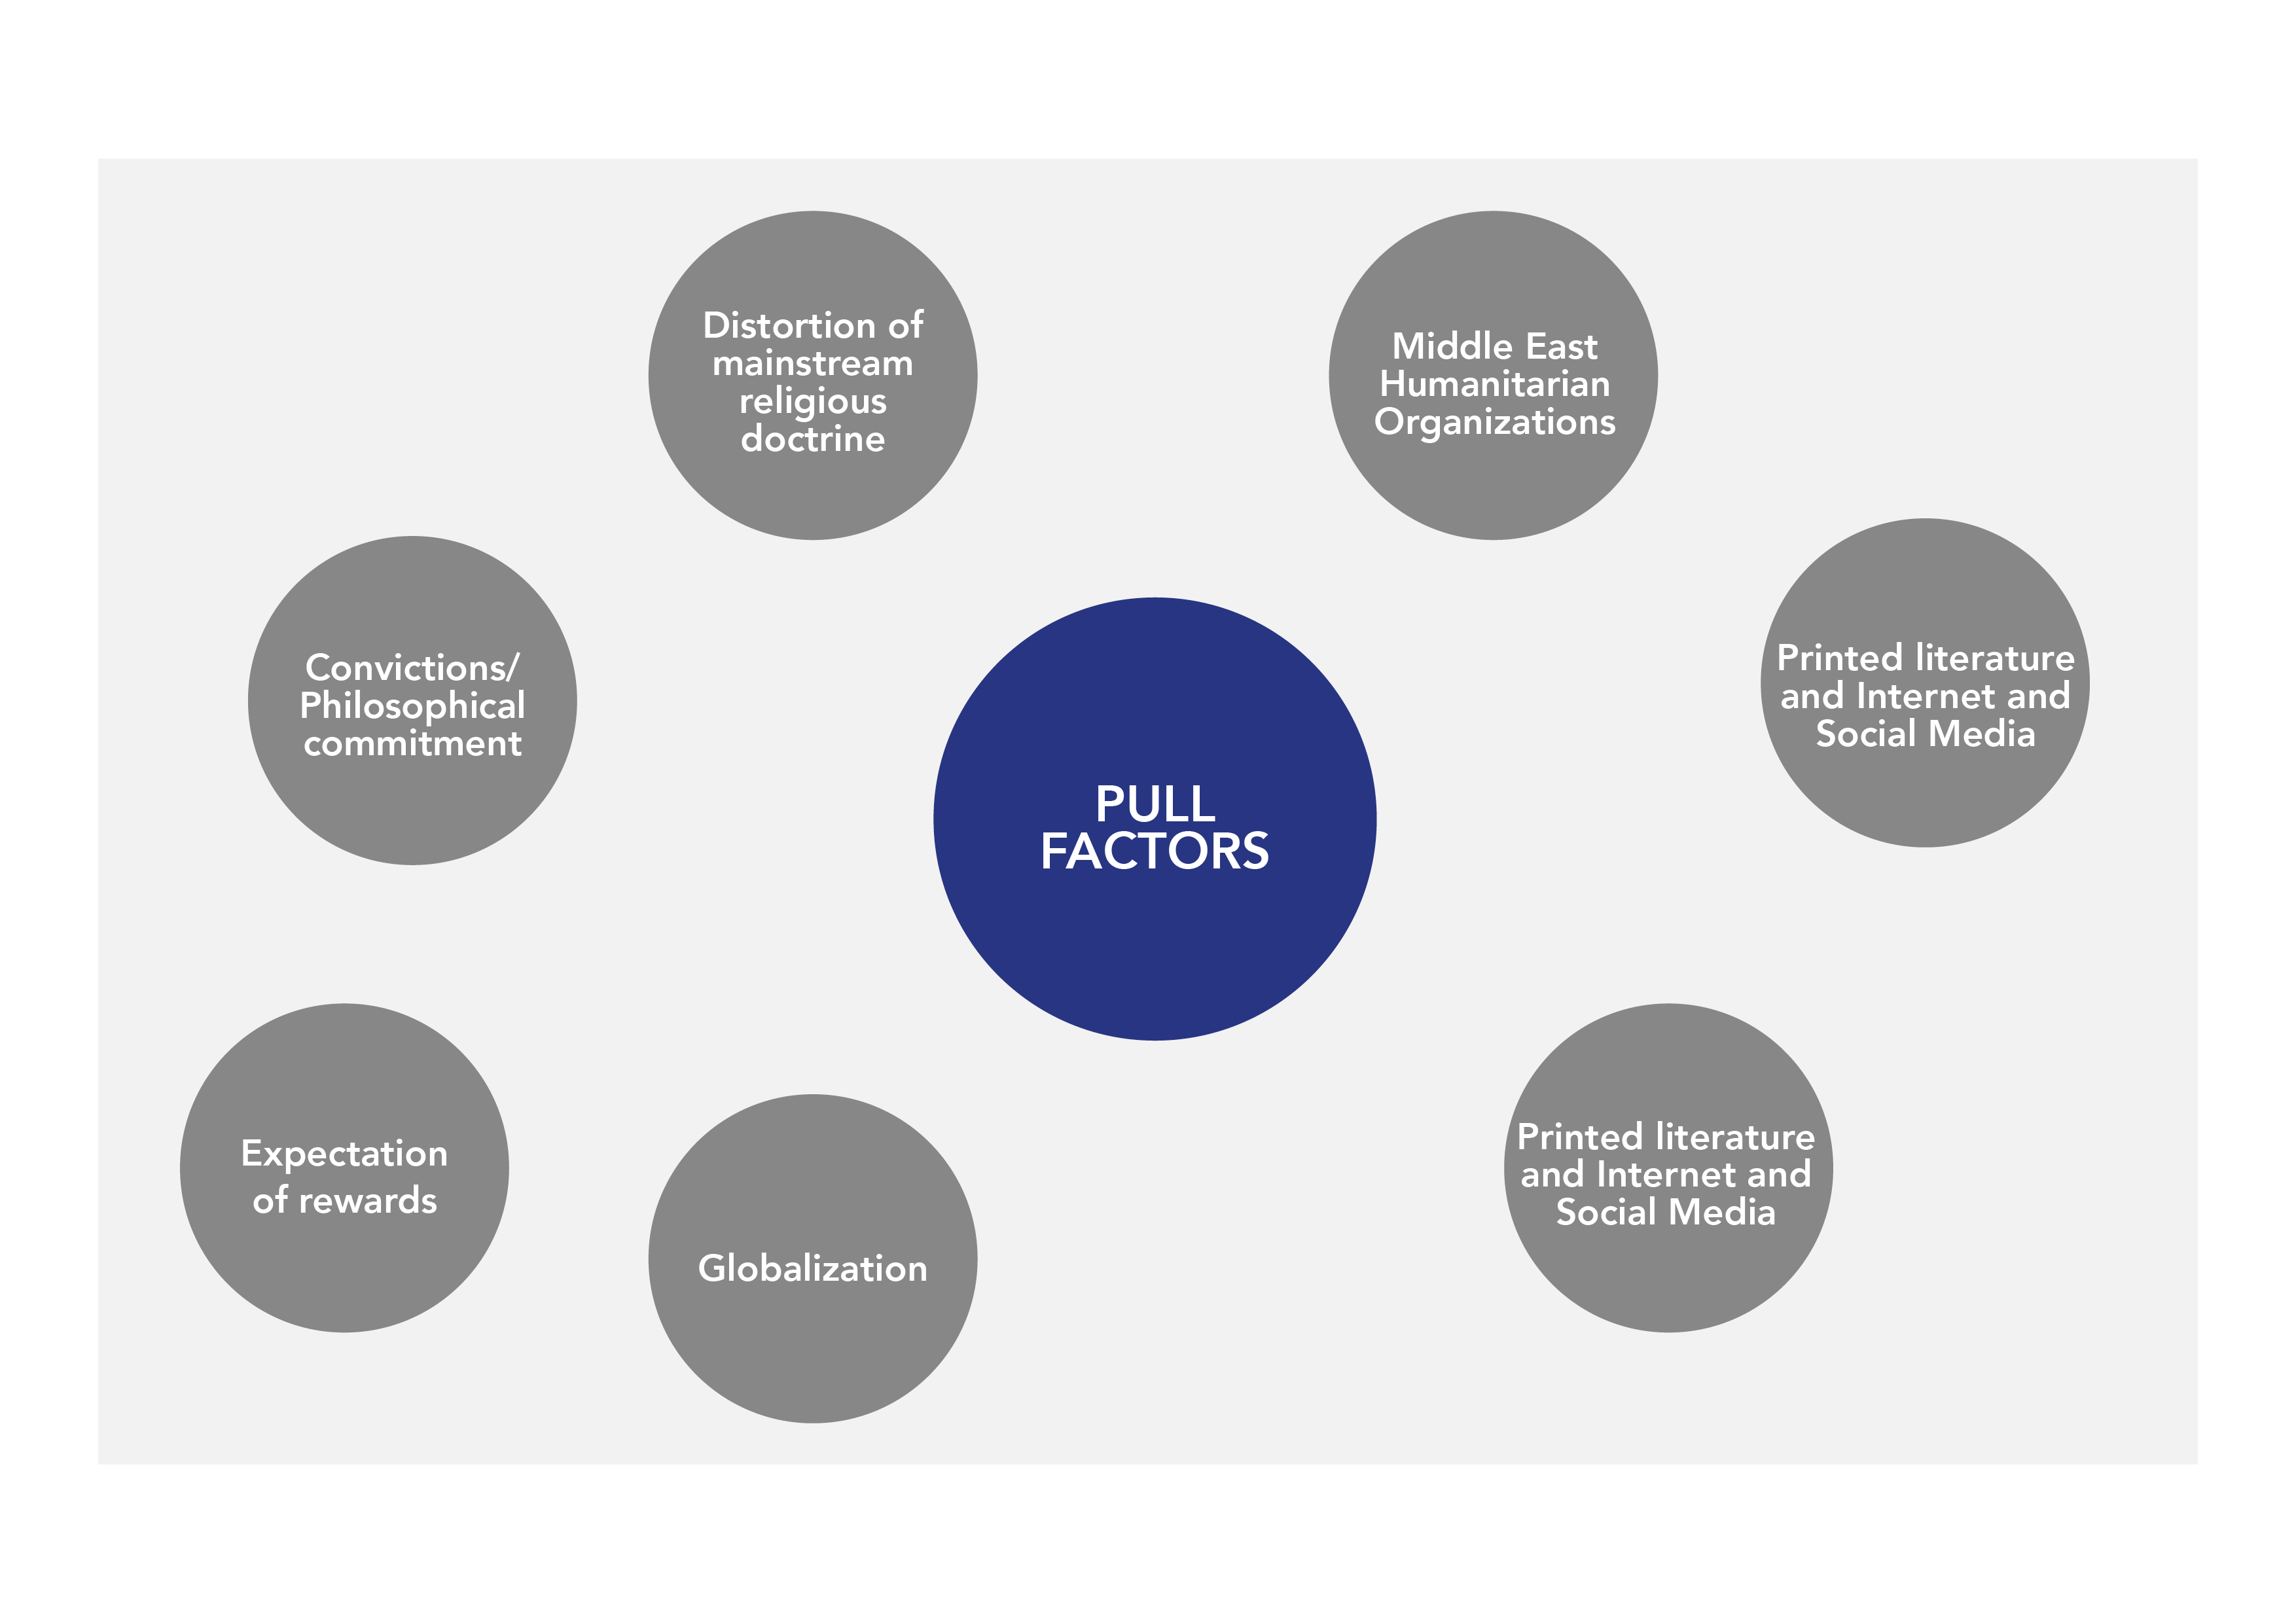 Distortion of
mainstream
religious
doctrine
Middle East
Humanitarian
Organizations
Convictions/
Philosophical
commitment
Printed literature
and Internet and
Social Media
PULL
FACTORS
Expectation
of rewards
Globalization
Printed literature
and Internet and
Social Media